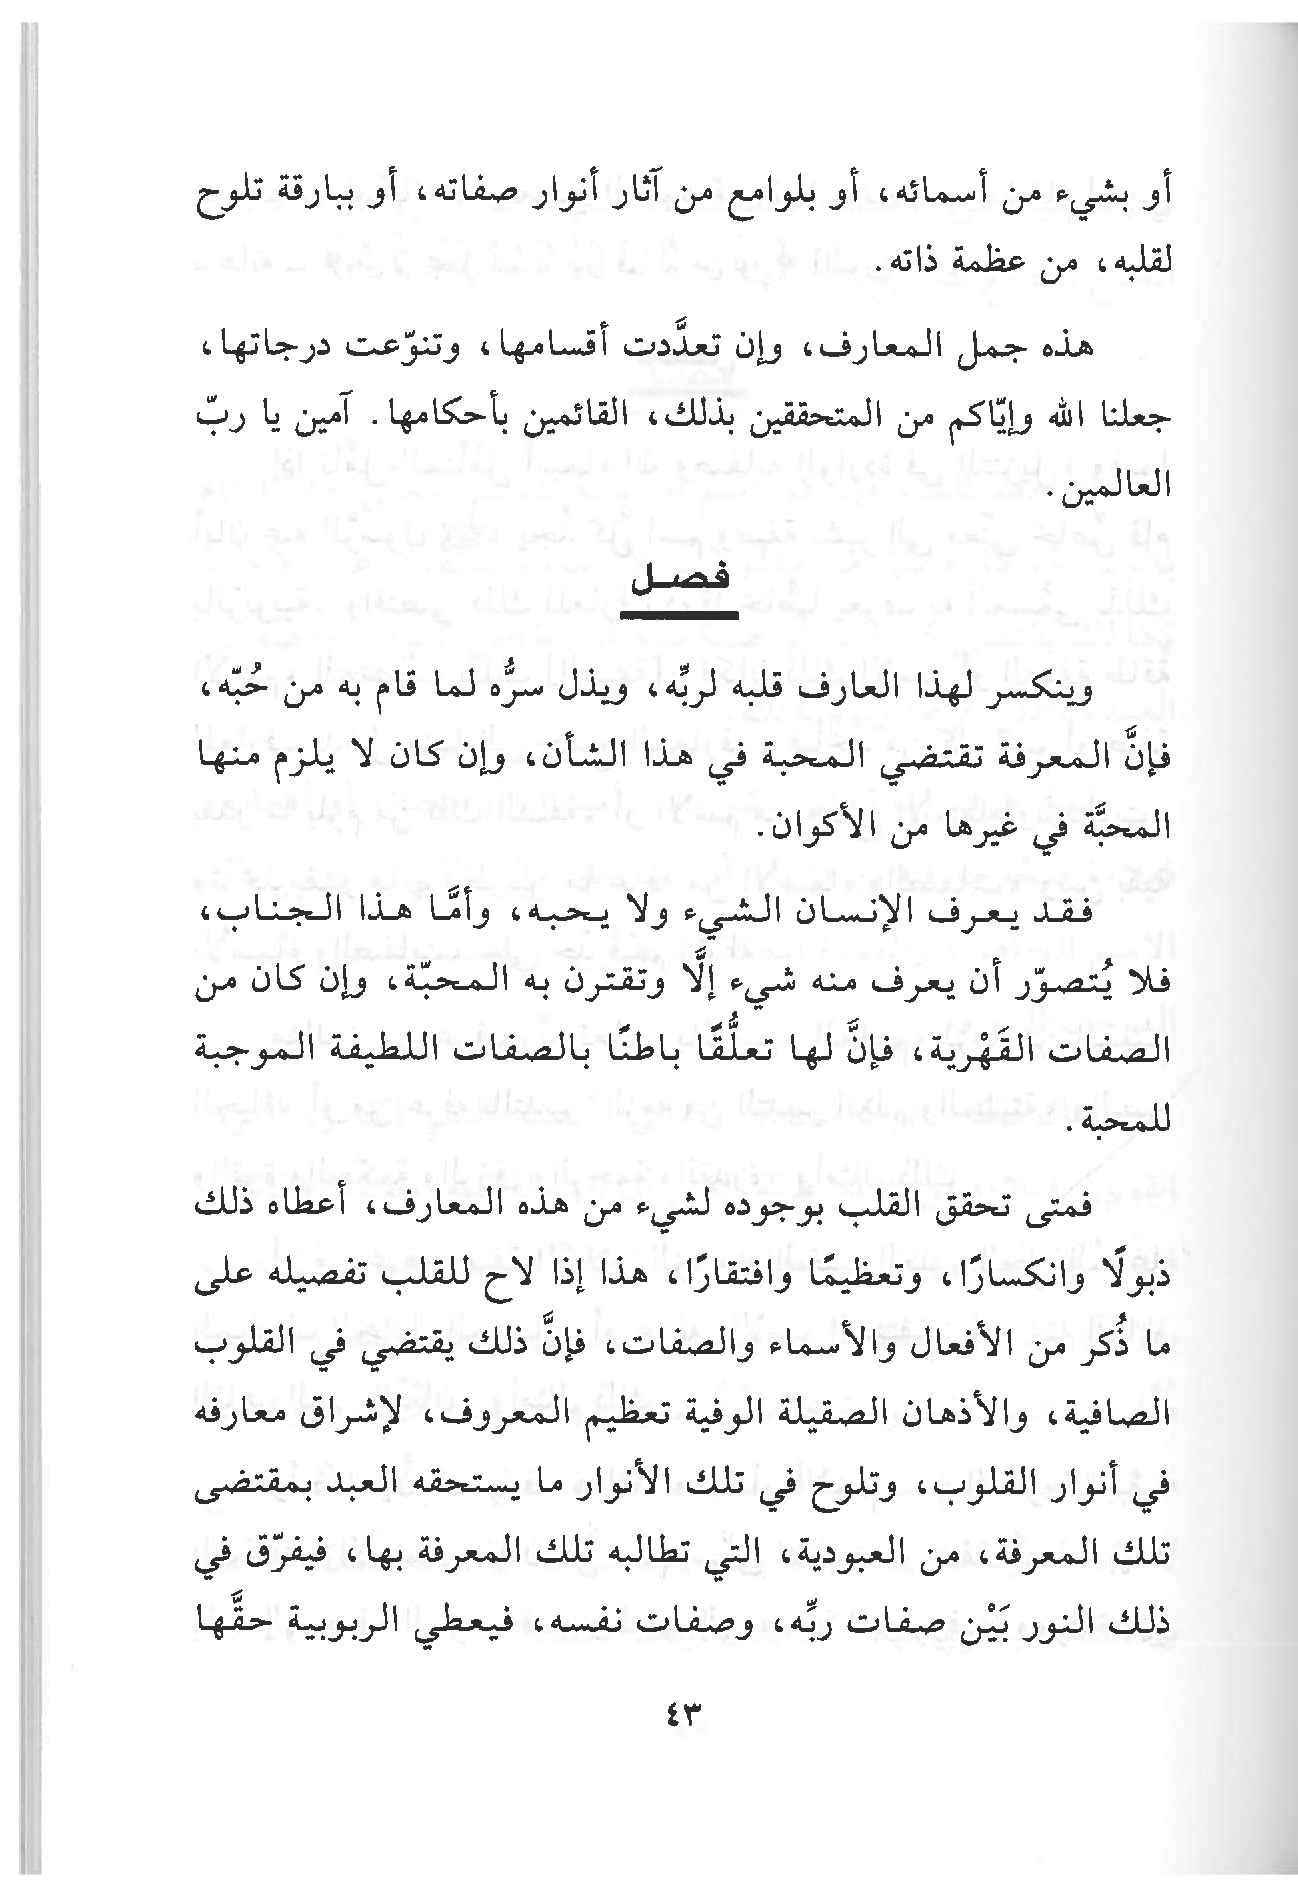 أو بشيء من أسمائه، أو بلوامع من آثار أنوار صفاته، أو ببارقة تلوح
لقلبه، من عظمة ذاته.
هذه جمل المعارف، وإن تعدَّدت أقسامها، وتنوّعت درجاتها،
جعلنا الله وإيّاكم من المتحققين بذلك، القائمين بأحكامها. آمين يا ربّ
العالمين.
فصل
وينكسر لهذا العارف قلبه لربِّه، ويذل سرُّه لما قام به من حُبّه،
فإنَّ المعرفة تقتضي المحبة في هذا الشأن، وإن كان لا يلزم منها
المحبَّة في غيرها من الأكوان.
فقد يعرف الإنسان الشيء ولا يحبه، وأمَّا هذا الجناب،
فلا يُتصوّر أن يعرف منه شيء إلَّا وتقترن به المحبّة، وإن كان من
الصفات القَهْرية، فإنَّ لها تعلُّقًا باطنًا بالصفات اللطيفة الموجبة
للمحبة.
فمتى تحقق القلب بوجوده لشيء من هذه المعارف، أعطاه ذلك
ذبولًا وانكسارًا، وتعظيمًا وافتقارًا، هذا إذا لاح للقلب تفصيله على
ما ذُكر من الأفعال والأسماء والصفات، فإنَّ ذلك يقتضي في القلوب
الصافية، والأذهان الصقيلة الوفية تعظيم المعروف، لإشراق معارفه
في أنوار القلوب، وتلوح في تلك الأنوار ما يستحقه العبد بمقتضى
تلك المعرفة، من العبودية، التي تطالبه تلك المعرفة بها، فيفرّق في
ذلك النور بَيْن صفات ربِّه، وصفات نفسه، فيعطي الربوبية حقَّها
٤٣